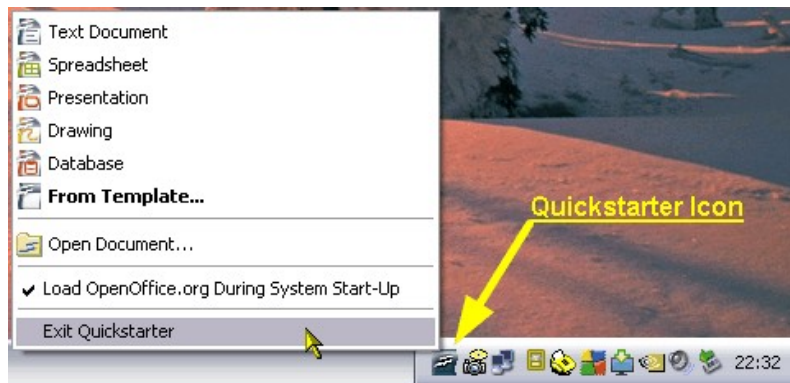 Text Document
Spreadsheet
Presentation
Drawing
Database
From Template...
Open Document...
Load OpenOffice.org During System Start-Up
Exit Quickstarter
Quickstarter Icon
22:32